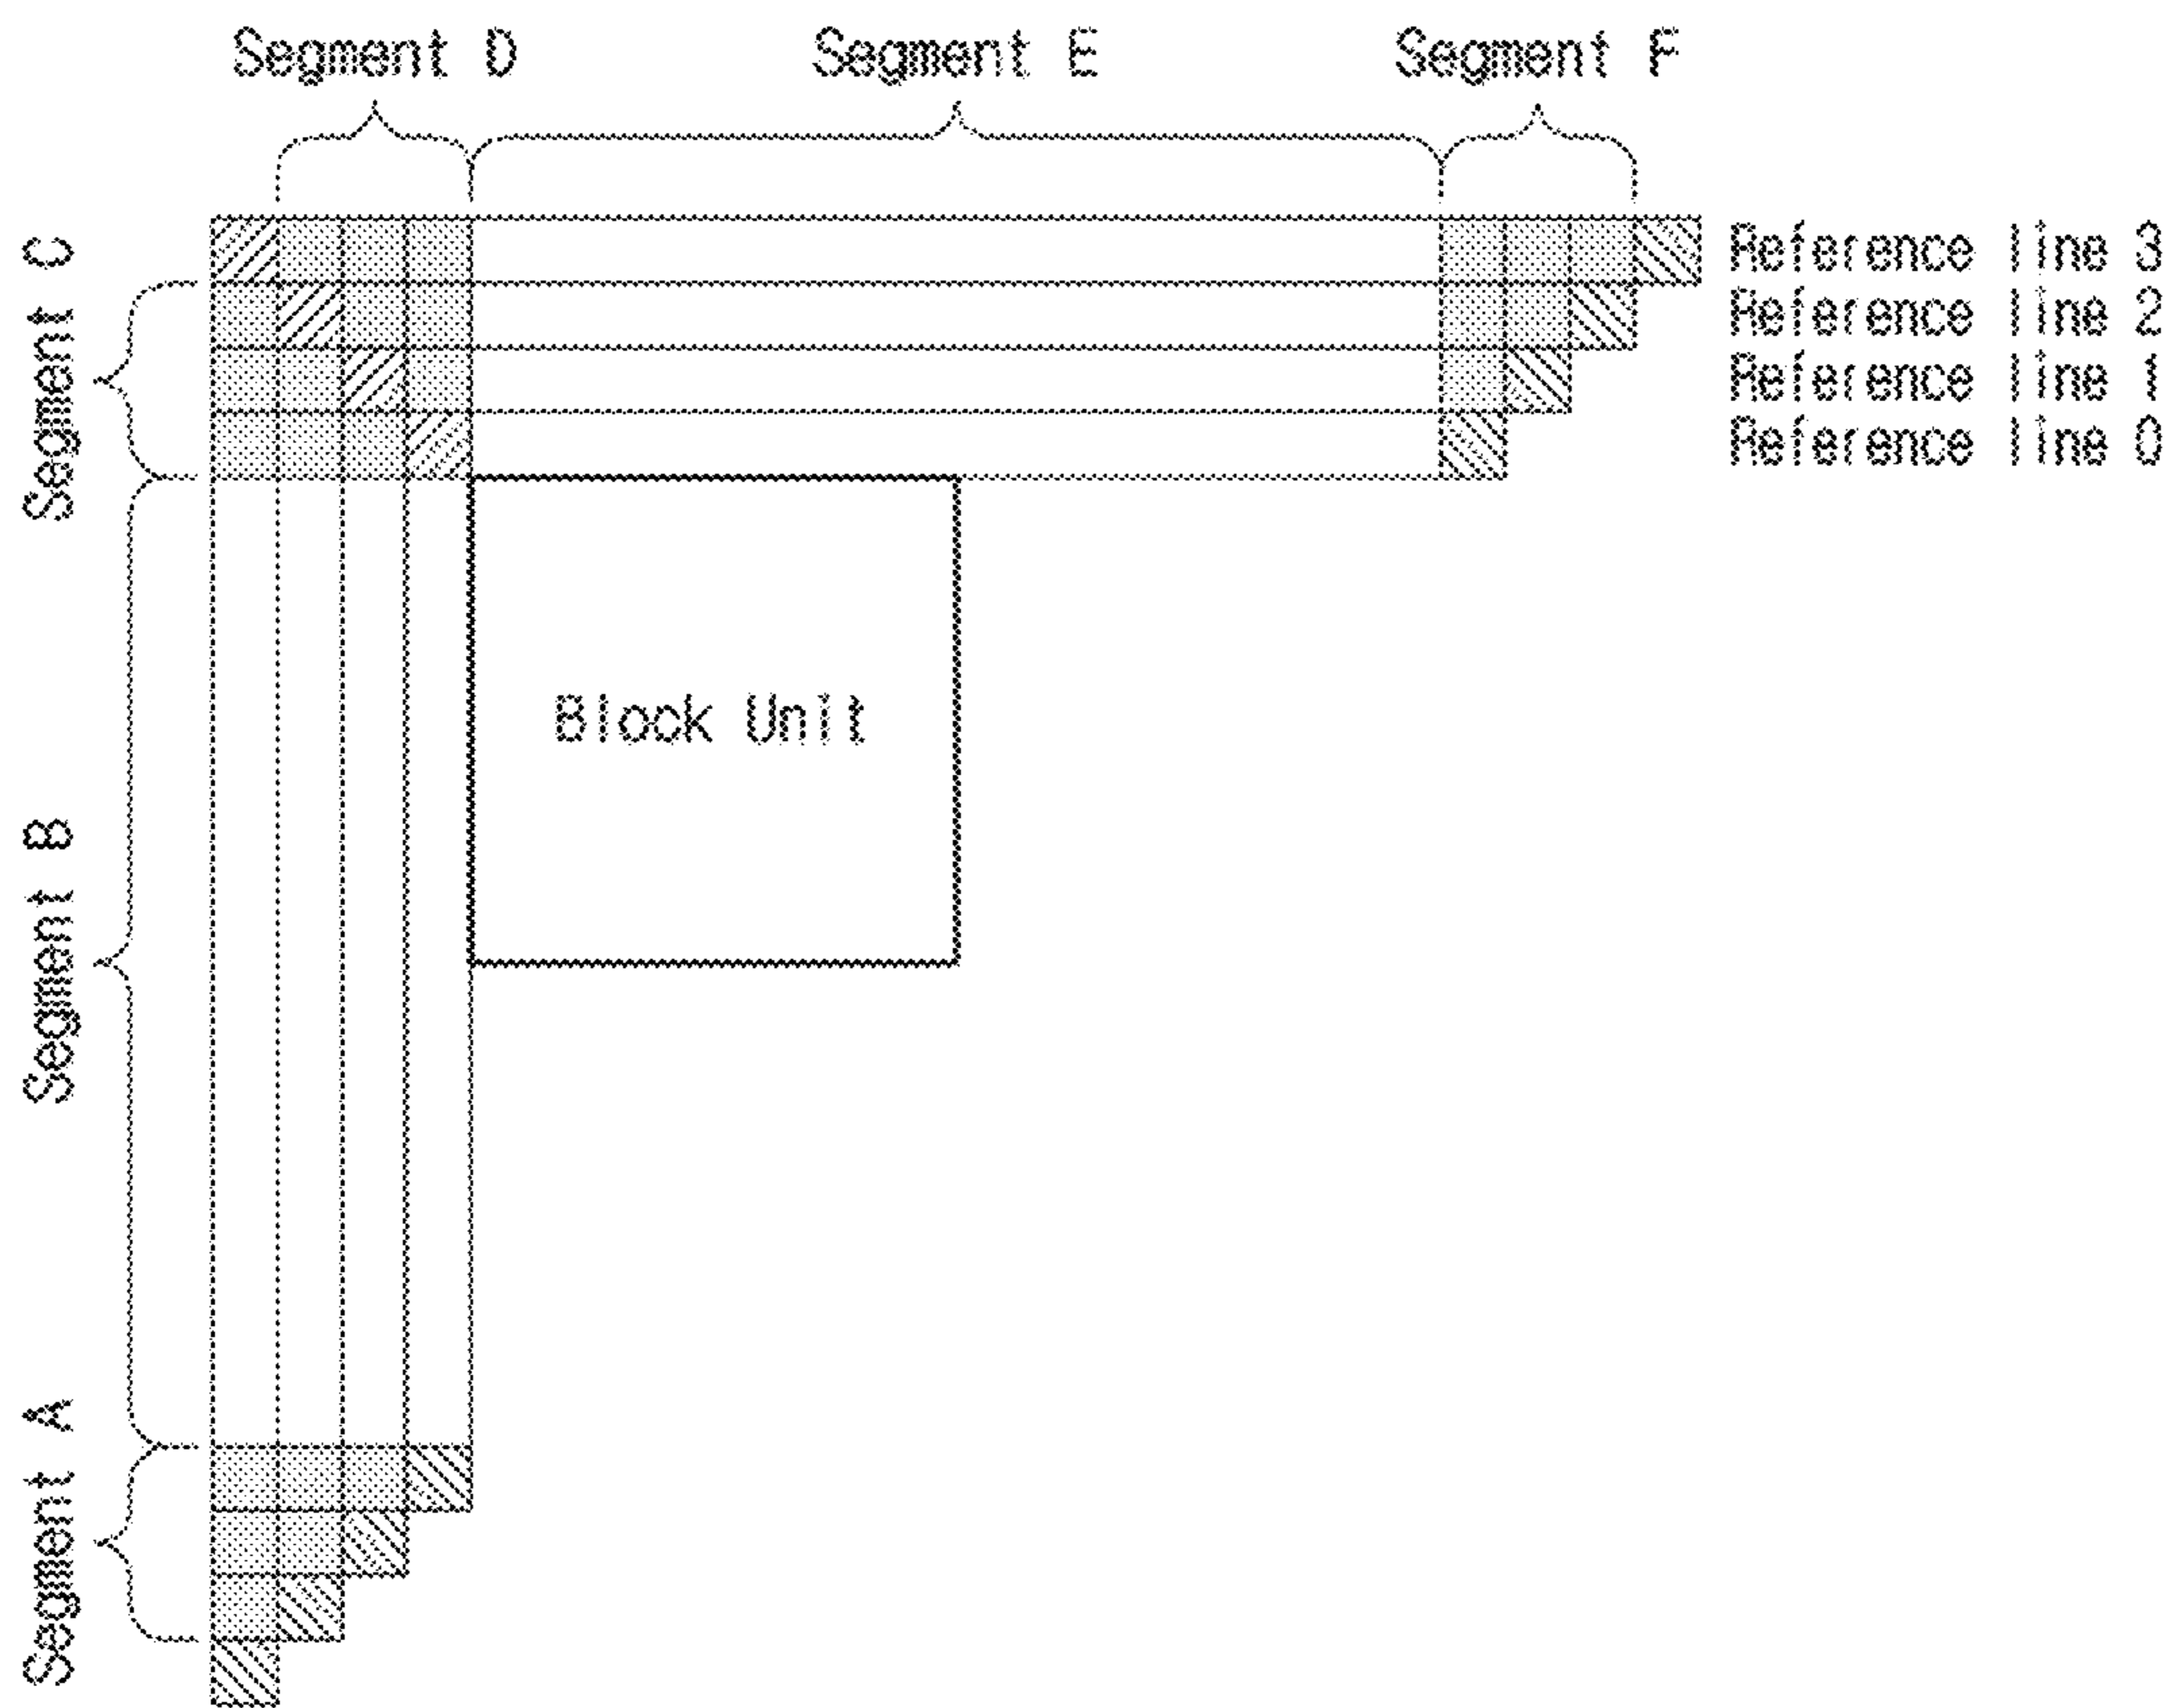 Segment D
Segment E
Segment F
Reference line 3
Reference line 2
Reference line 1
Reference line 0
Segment C
Block Unit
Segment B
Segment A